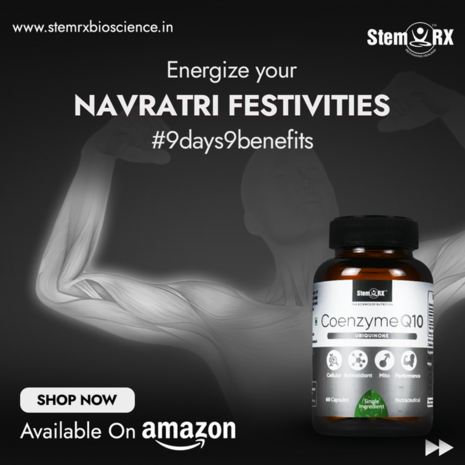 www.stemrxbioscience.in
StemRX
Energize your
NAVRATRI FESTIVITIES
#9days9benefits
StemRX
Coenzyme Q10
UBIQUINONE
Cellular Antioxidant Mito Performance
60 Capsules
Single Ingredient
Nutraceutical
SHOP NOW
Available On amazon